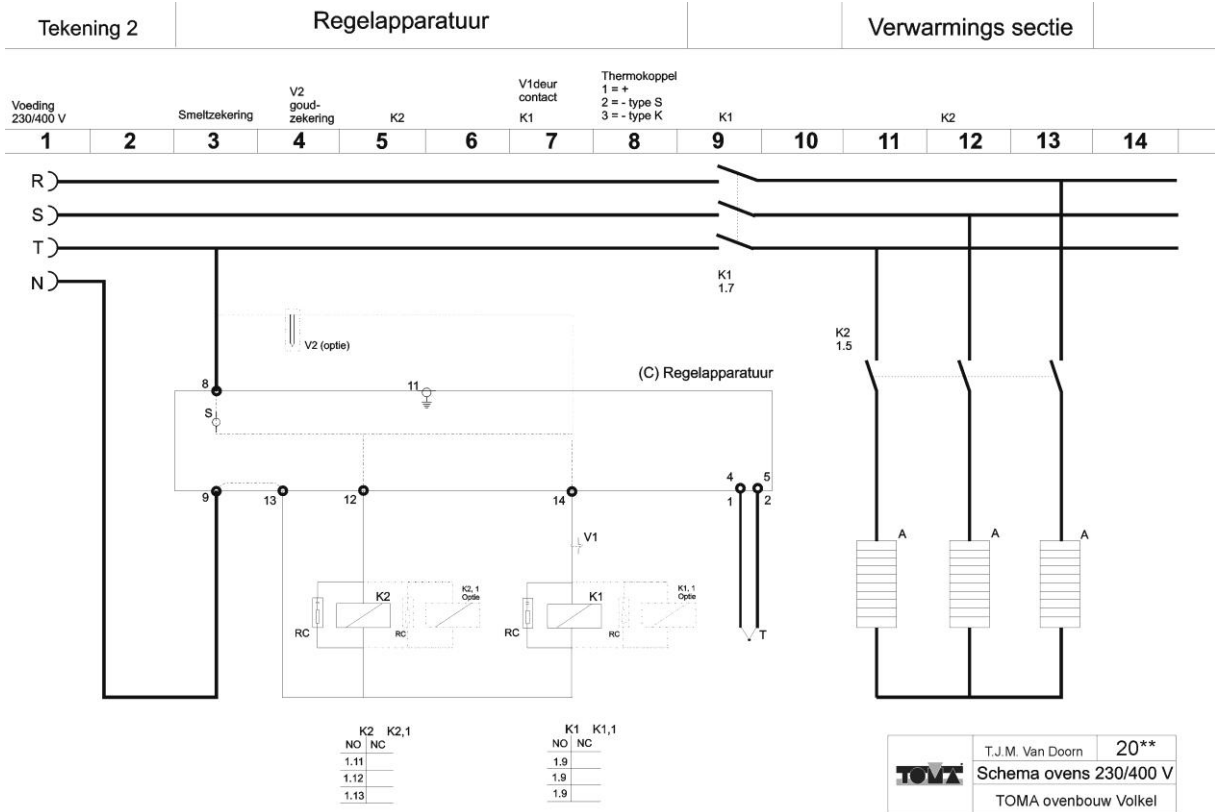 Tekening 2
Regelapparatuur
Verwarmings sectie
Voeding
230/400 V
Smeltzekering
V2
goud-
zekering
K2
V1deur
contact
K1
Thermokoppel
1 = +
2 = - type S
3 = - type K
K1
K2
1 2 3 4 5 6 7 8 9 10 11 12 13 14
R
S
T
N
K1
1.7
V2 (optie)
K2
1.5
(C) Regelapparatuur
8
11
S
9
13
12
14
4 5
1 2
V1
A
A
A
K2
K2, 1
Optie
RC
RC
K1
K1, 1
Optie
RC
RC
T
K2 K2,1
NO NC
1.11
1.12
1.13
K1 K1,1
NO NC
1.9
1.9
1.9
TOMA
T.J.M. Van Doorn 20**
Schema ovens 230/400 V
TOMA ovenbouw Volkel